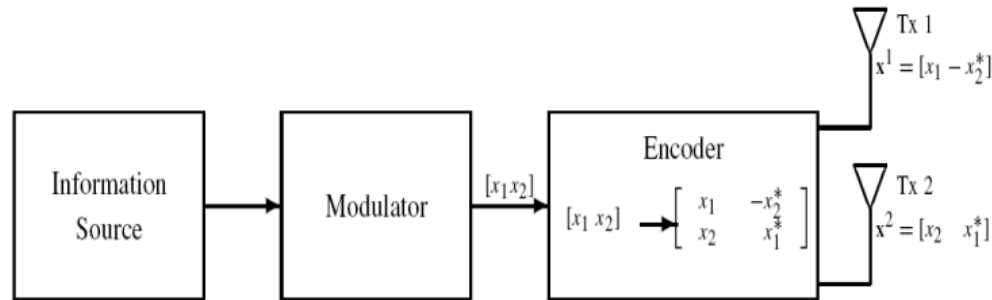 Information
Source
Modulator
[x₁x₂]
Encoder
[x₁ x₂]
[ x₁ -x₂* ]
[ x₂ x₁* ]
Tx 1
x¹ = [x₁ - x₂*]
Tx 2
x² = [x₂ x₁*]